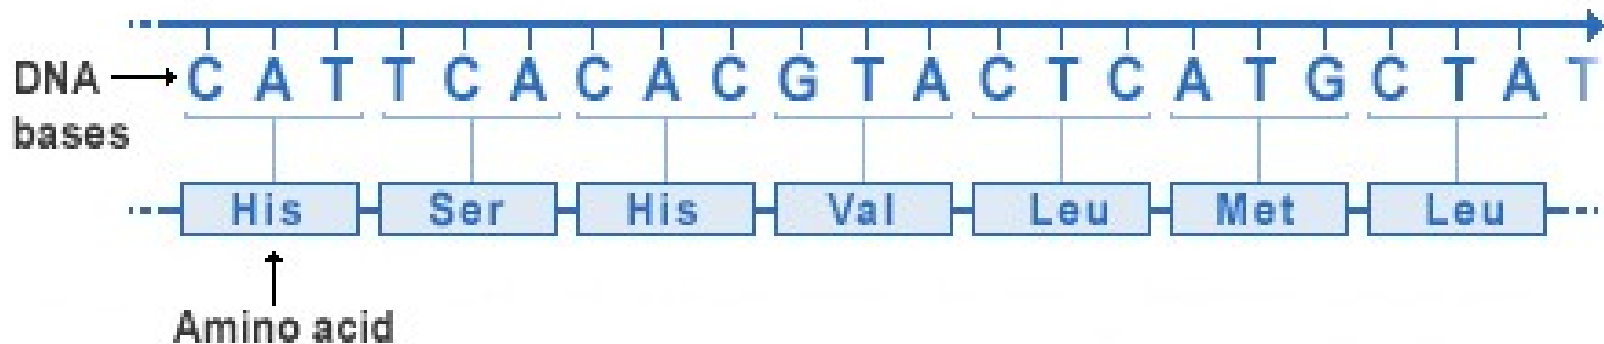 DNA bases
C A T T C A C A C G T A C T C A T G C T A T
His Ser His Val Leu Met Leu
Amino acid